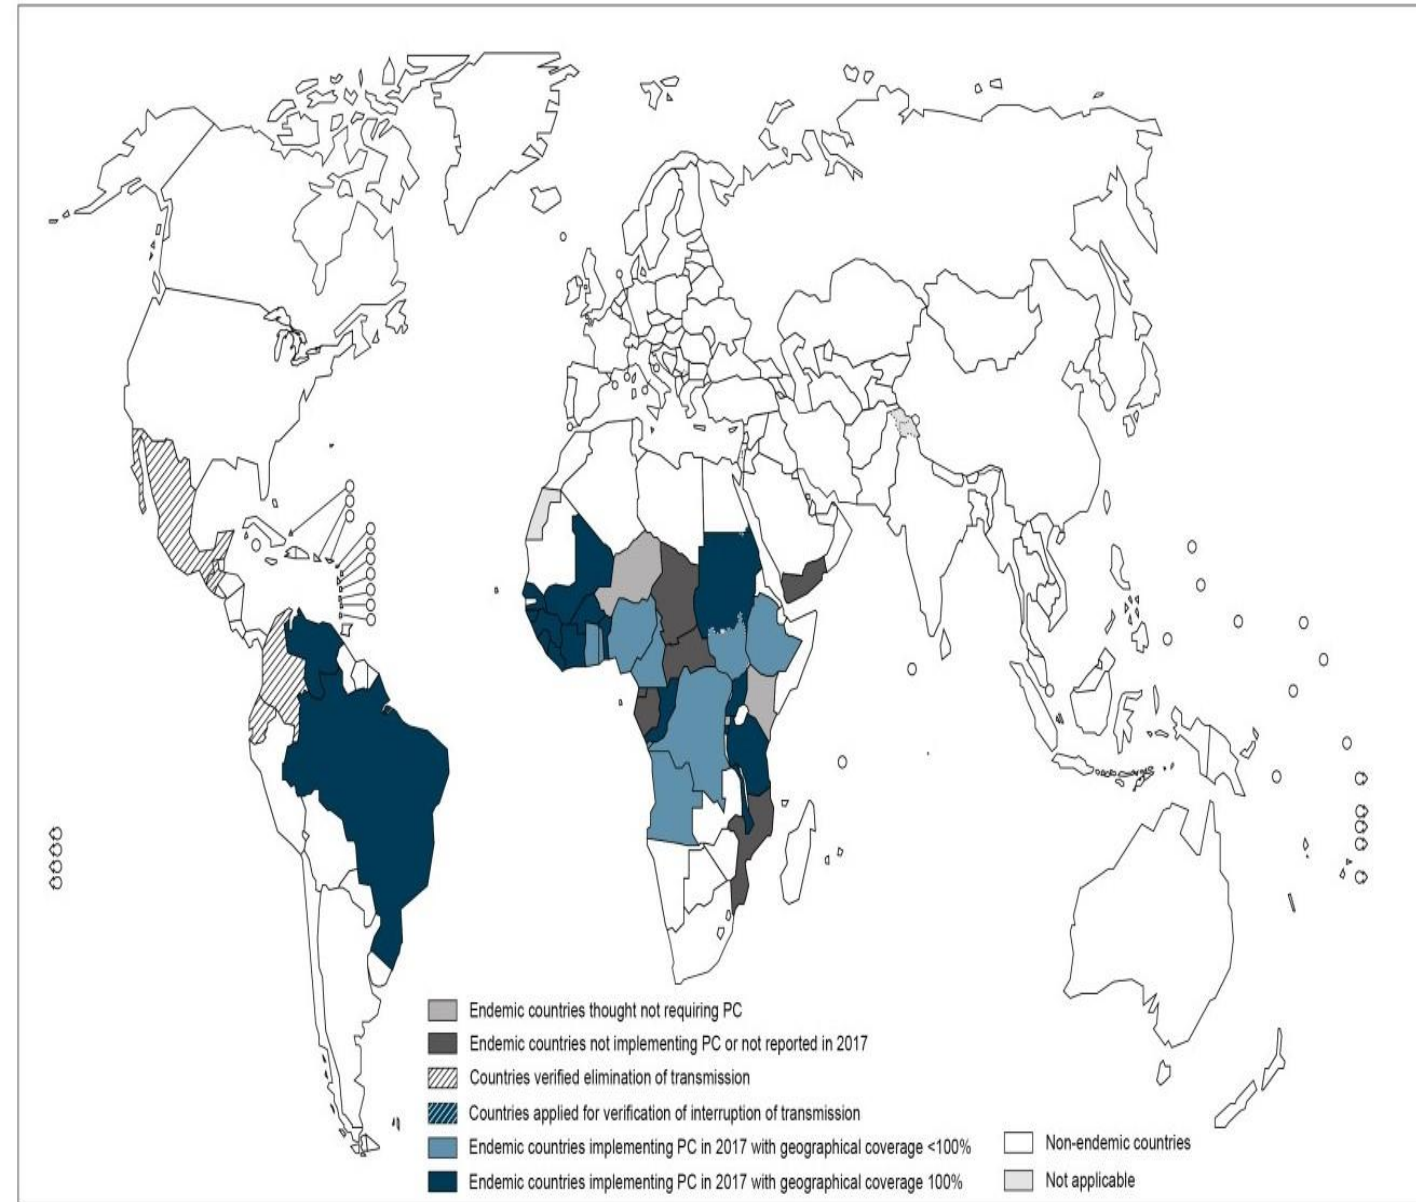 Endemic countries thought not requiring PC
Endemic countries not implementing PC or not reported in 2017
Countries verified elimination of transmission
Countries applied for verification of interruption of transmission
Endemic countries implementing PC in 2017 with geographical coverage <100%
Endemic countries implementing PC in 2017 with geographical coverage 100%
Non-endemic countries
Not applicable